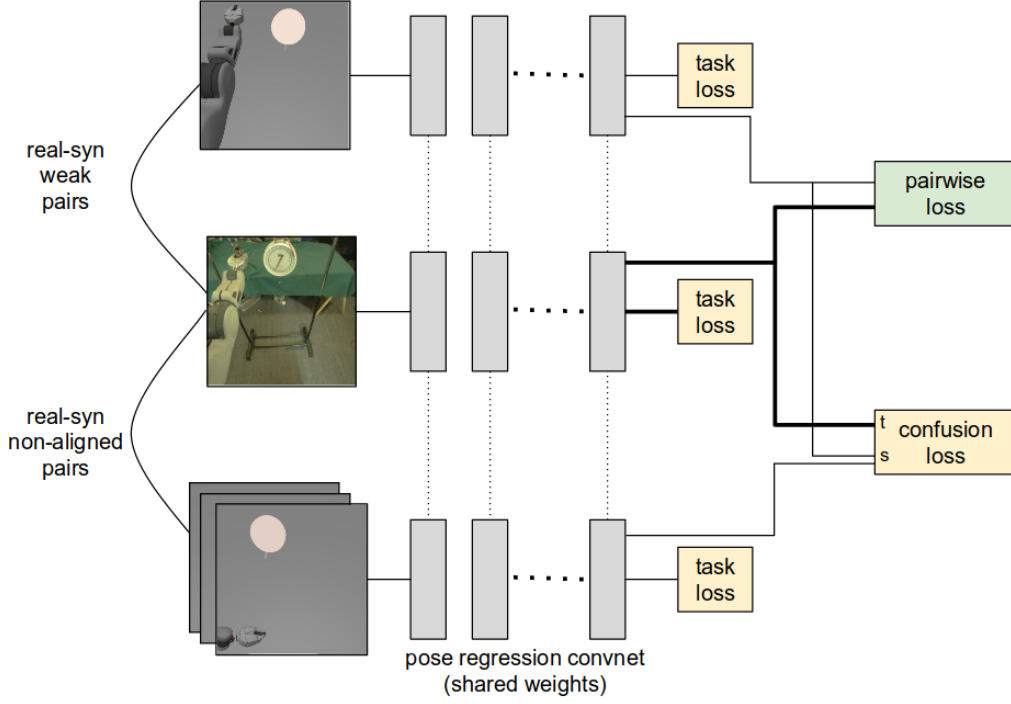 task
loss
real-syn
weak
pairs
pairwise
loss
task
loss
real-syn
non-aligned
pairs
t
s
confusion
loss
task
loss
pose regression convnet
(shared weights)